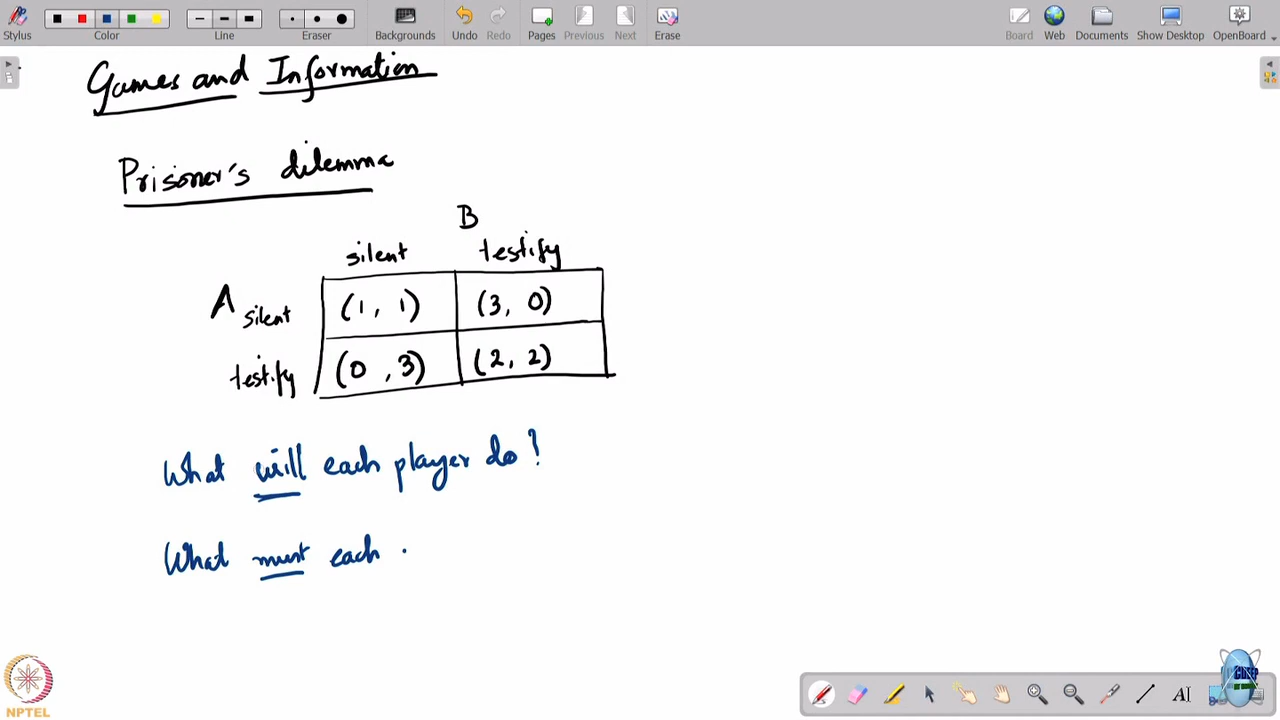 Stylus Color Line Eraser Backgrounds Undo Redo Pages Previous Next Erase Board Web Documents Show Desktop OpenBoard
Games and Information
Prisoner's dilemma
B
silent testify
A silent (1, 1) (3, 0)
testify (0, 3) (2, 2)
What will each player do?
What must each
NPTEL